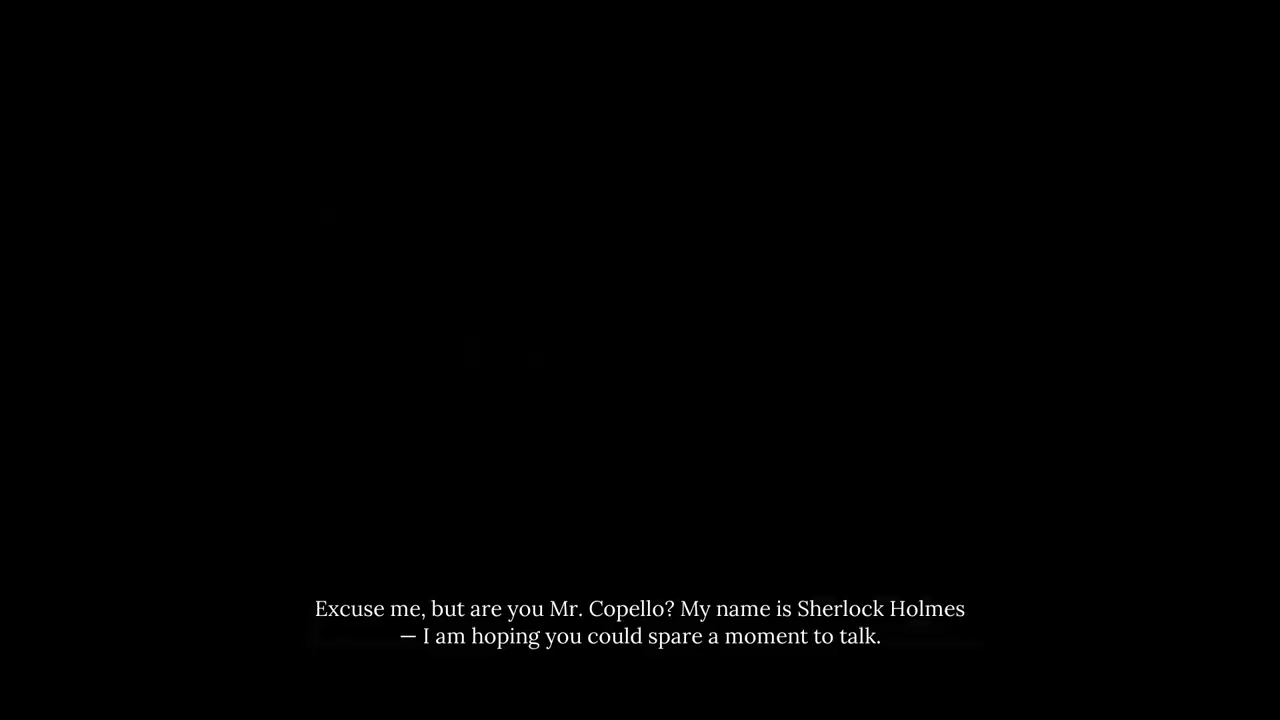 Excuse me, but are you Mr. Copello? My name is Sherlock Holmes
— I am hoping you could spare a moment to talk.